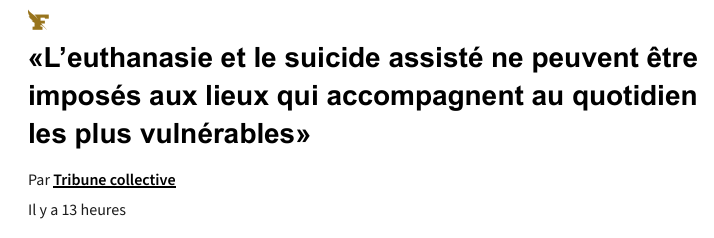 «L’euthanasie et le suicide assisté ne peuvent être
imposés aux lieux qui accompagnent au quotidien
les plus vulnérables»
Par Tribune collective
Il y a 13 heures